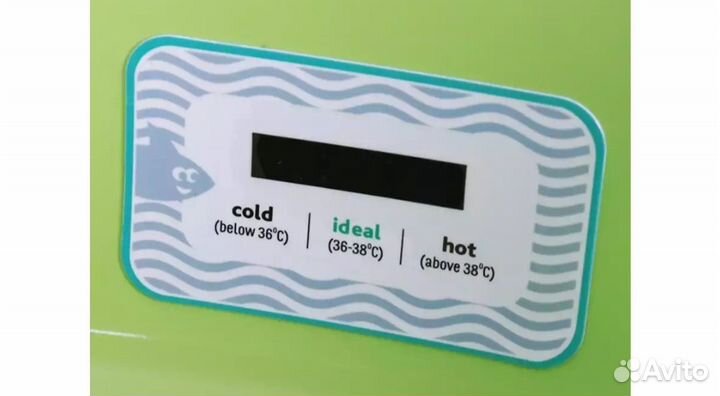 cold
(below 36°C)
ideal
(36-38°C)
hot
(above 38°C)
Avito